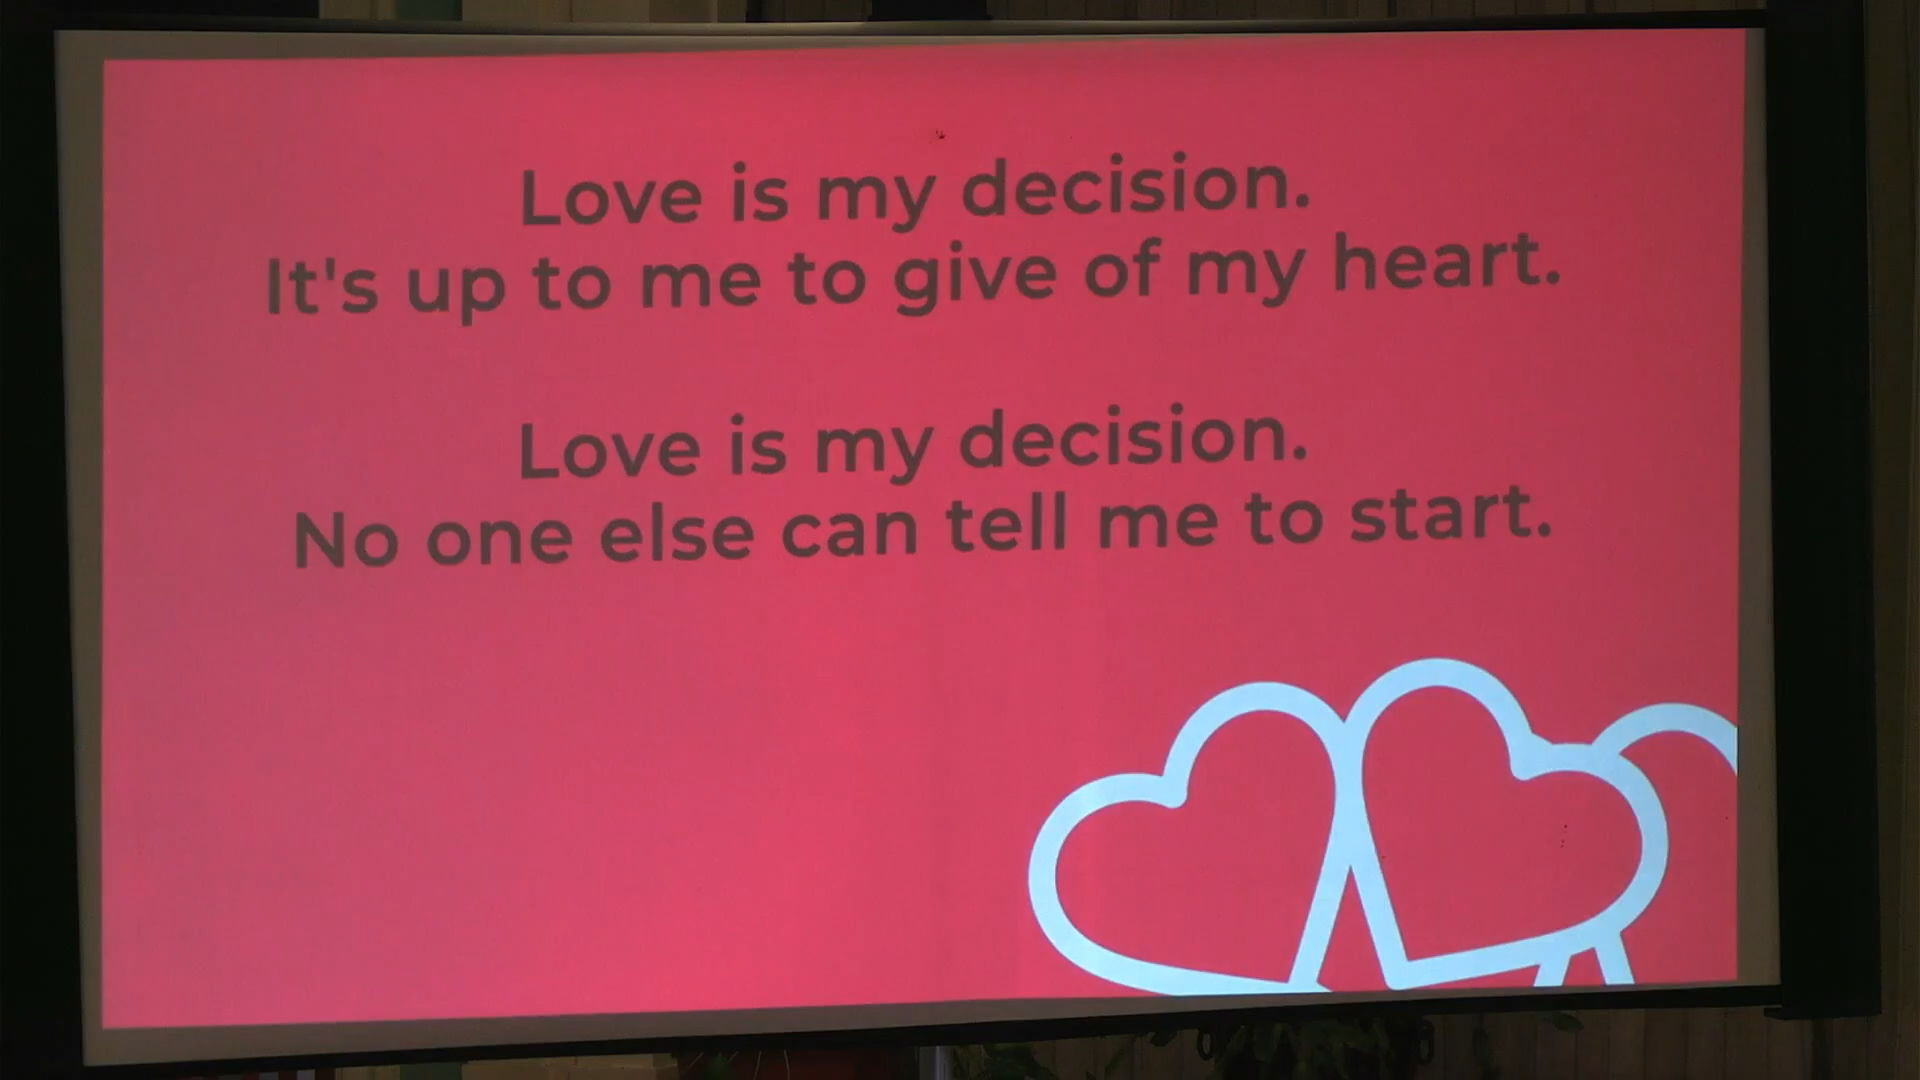 Love is my decision.
It's up to me to give of my heart.
Love is my decision.
No one else can tell me to start.